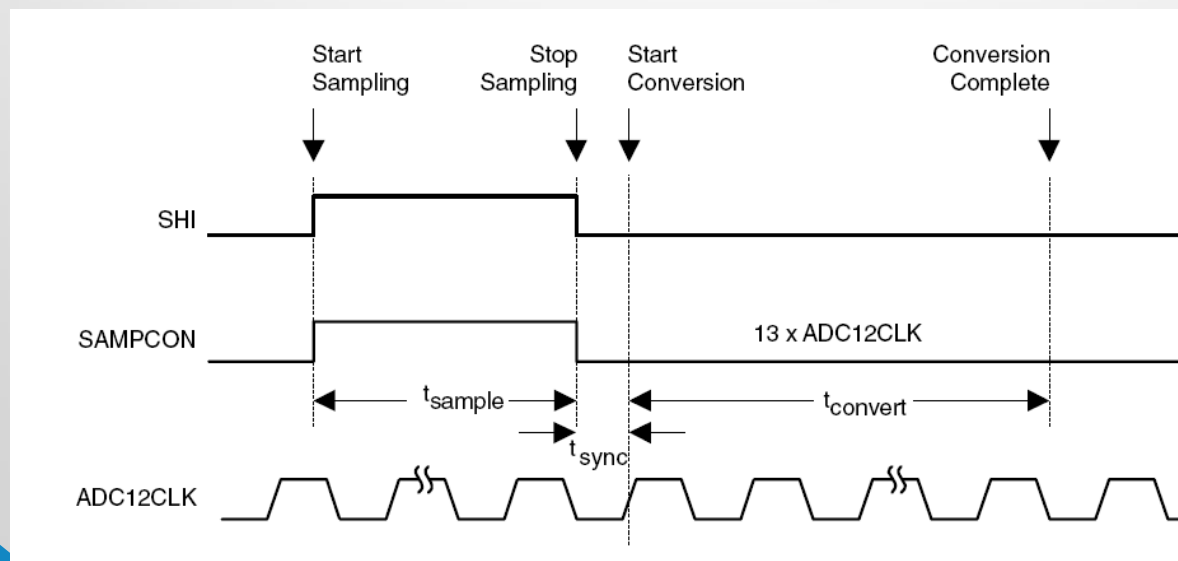 Start Sampling
Stop Sampling
Start Conversion
Conversion Complete
SHI
SAMPCON
13 x ADC12CLK
tsample
tconvert
tsync
ADC12CLK